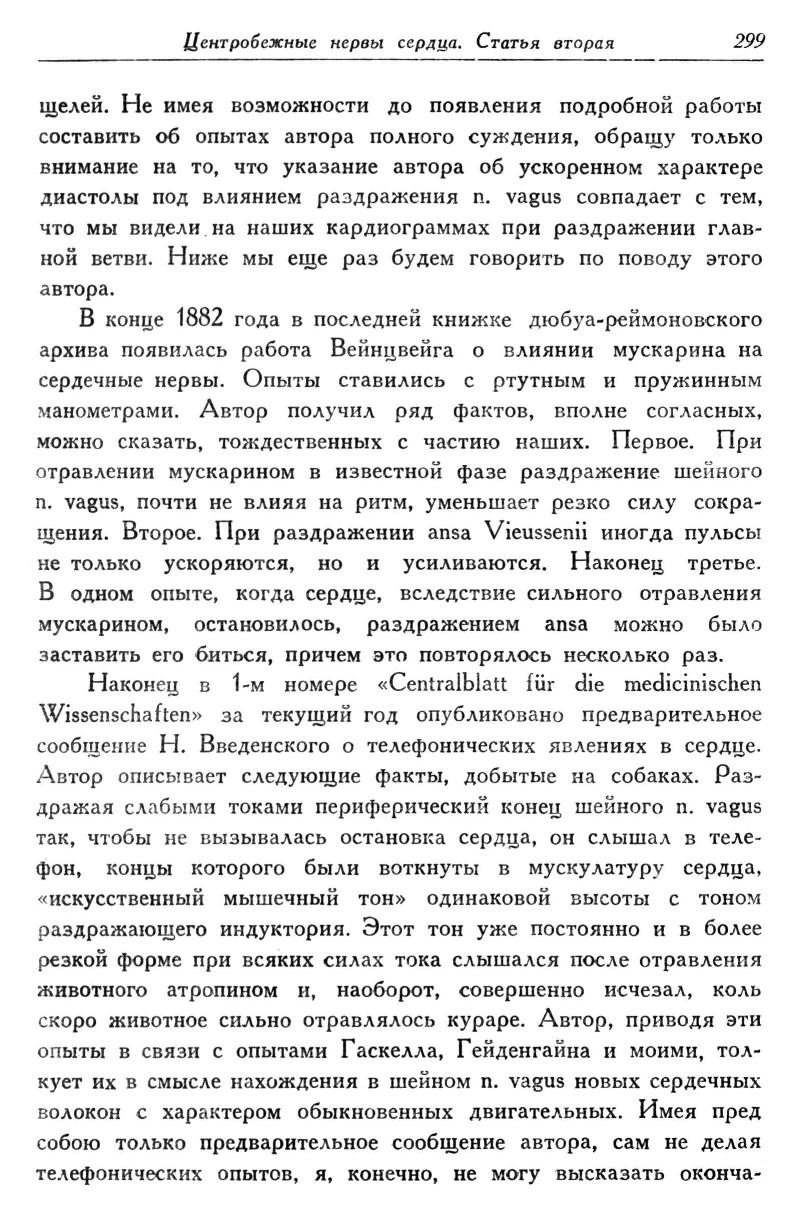 Центробежные нервы сердца. Статья вторая 299
щелей. Не имея возможности до появления подробной работы
составить об опытах автора полного суждения, обращу только
внимание на то, что указание автора об ускоренном характере
диастолы под влиянием раздражения n. vagus совпадает с тем,
что мы видели на наших кардиограммах при раздражении глав-
ной ветви. Ниже мы еще раз будем говорить по поводу этого
автора.
В конце 1882 года в последней книжке дюбуа-реймоновского
архива появилась работа Вейнцвейга о влиянии мускарина на
сердечные нервы. Опыты ставились с ртутным и пружинным
манометрами. Автор получил ряд фактов, вполне согласных,
можно сказать, тождественных с частию наших. Первое. При
отравлении мускарином в известной фазе раздражение шейного
n. vagus, почти не влияя на ритм, уменьшает резко силу сокра-
щения. Второе. При раздражении ansa Vieussenii иногда пульсы
не только ускоряются, но и усиливаются. Наконец третье.
В одном опыте, когда сердце, вследствие сильного отравления
мускарином, остановилось, раздражением ansa можно было
заставить его биться, причем это повторялось несколько раз.
Наконец в 1-м номере «Centralblatt für die medicinischen
Wissenschaften» за текущий год опубликовано предварительное
сообщение Н. Введенского о телефонических явлениях в сердце.
Автор описывает следующие факты, добытые на собаках. Раз-
дражая слабыми токами периферический конец шейного n. vagus
так, чтобы не вызывалась остановка сердца, он слышал в теле-
фон, концы которого были воткнуты в мускулатуру сердца,
«искусственный мышечный тон» одинаковой высоты с тоном
раздражающего индуктория. Этот тон уже постоянно и в более
резкой форме при всяких силах тока слышался после отравления
животного атропином и, наоборот, совершенно исчезал, коль
скоро животное сильно отравлялось кураре. Автор, приводя эти
опыты в связи с опытами Гаскелла, Гейденгайна и моими, тол-
кует их в смысле нахождения в шейном n. vagus новых сердечных
волокон с характером обыкновенных двигательных. Имея пред
собою только предварительное сообщение автора, сам не делая
телефонических опытов, я, конечно, не могу высказать оконча-